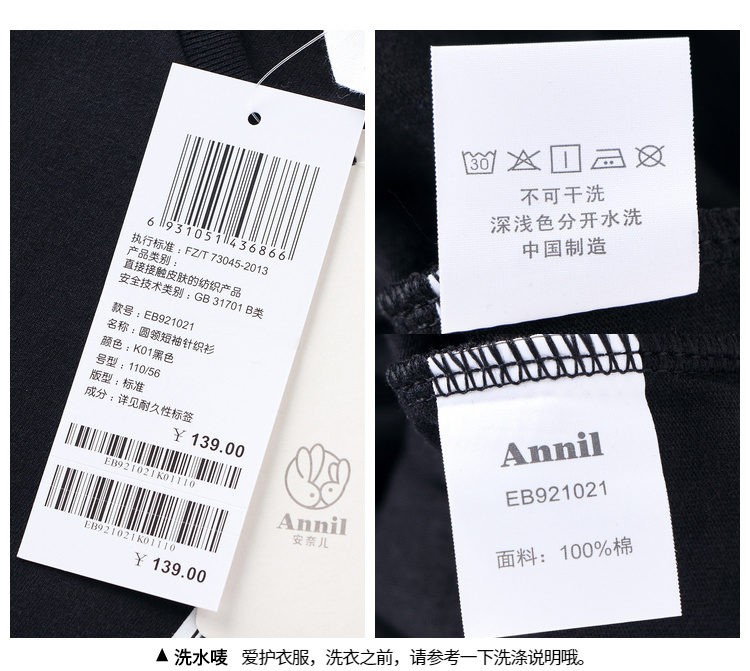 6 931051 436866
执行标准：FZ/T 73045-2013
产品类别：
直接接触皮肤的纺织产品
安全技术类别：GB 31701 B类
款号：EB921021
名称：圆领短袖针织衫
颜色：K01黑色
号型：110/56
版型：标准
成分：详见耐久性标签
￥139.00
EB921021K01110
EB921021K01110
￥139.00
Annil
安奈儿
30
不可干洗
深浅色分开水洗
中国制造
Annil
EB921021
面料：100%棉
▲ 洗水唛 爱护衣服，洗衣之前，请参考一下洗涤说明哦。